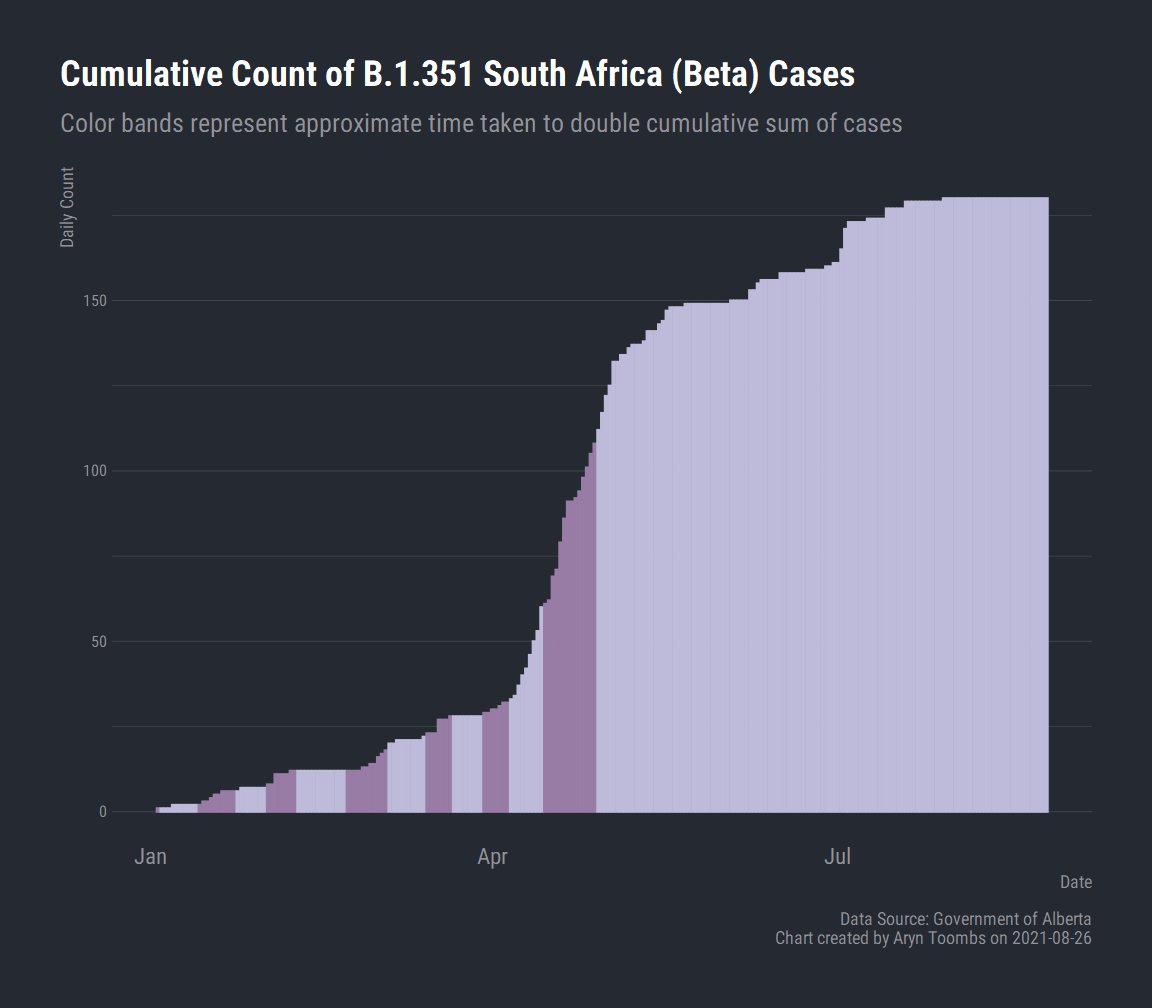 Cumulative Count of B.1.351 South Africa (Beta) Cases
Color bands represent approximate time taken to double cumulative sum of cases
Daily Count
150
100
50
0
Jan
Apr
Jul
Date
Data Source: Government of Alberta
Chart created by Aryn Toombs on 2021-08-26